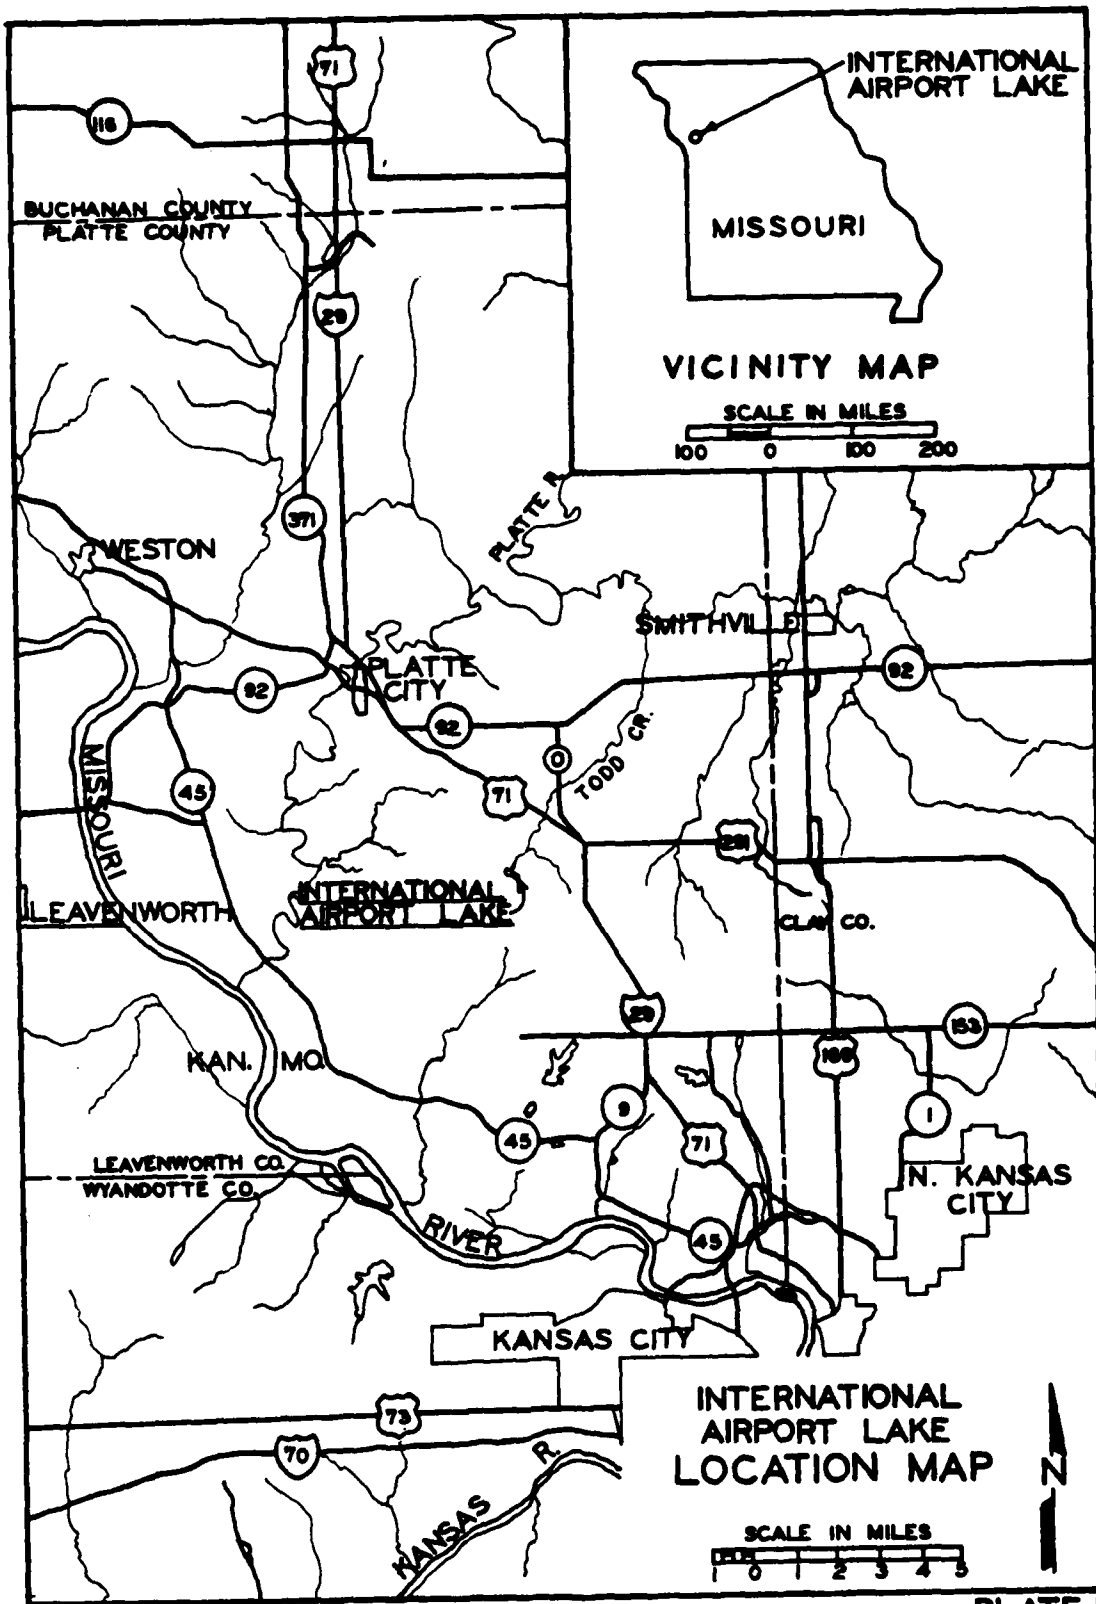 71
116
BUCHANAN COUNTY
PLATTE COUNTY
29
INTERNATIONAL
AIRPORT LAKE
MISSOURI
VICINITY MAP
SCALE IN MILES
100 0 100 200
PLATTE R.
371
WESTON
SMITHVILLE
PLATTE
CITY
92
92
92
O
TODD CR.
71
MISSOURI
45
291
LEAVENWORTH
INTERNATIONAL
AIRPORT LAKE
CLAY CO.
29
153
KAN. MO.
169
9
1
45
71
LEAVENWORTH CO.
WYANDOTTE CO.
N. KANSAS
CITY
RIVER
45
KANSAS CITY
73
70
KANSAS R.
INTERNATIONAL
AIRPORT LAKE
LOCATION MAP
N
SCALE IN MILES
1 0 1 2 3 4 5
PLATE